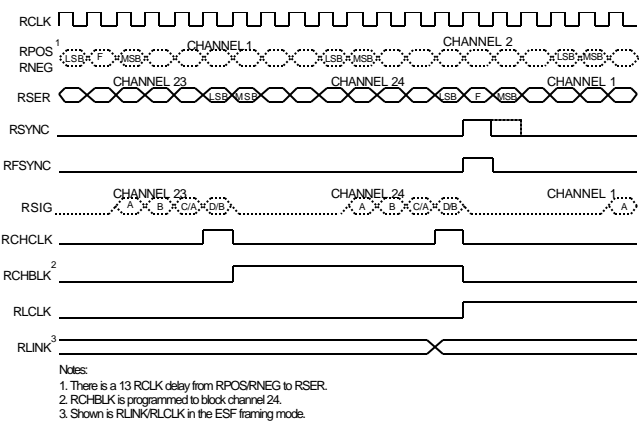 RCLK
RPOS 1 CHANNEL 1 CHANNEL 2
RNEG LSB F MSB LSB MSB LSB MSB
CHANNEL 23 CHANNEL 24 CHANNEL 1
RSER LSB MSB LSB F MSB
RSYNC
RFSYNC
CHANNEL 23 CHANNEL 24 CHANNEL 1
RSIG A B C/A D/B A B C/A D/B A
RCHCLK
RCHBLK 2
RLCLK
RLINK 3
Notes:
1. There is a 13 RCLK delay from RPOS/RNEG to RSER.
2. RCHBLK is programmed to block channel 24.
3. Shown is RLINK/RLCLK in the ESF framing mode.